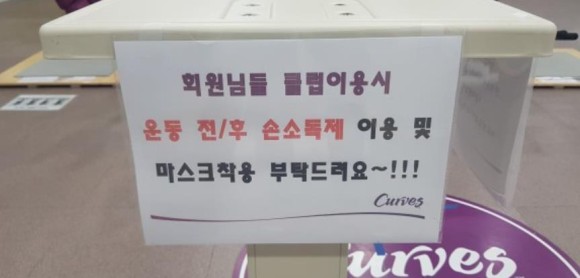 회원님들 클럽이용시
운동 전/후 손소독제 이용 및
마스크착용 부탁드려요~!!!
Curves
Curves